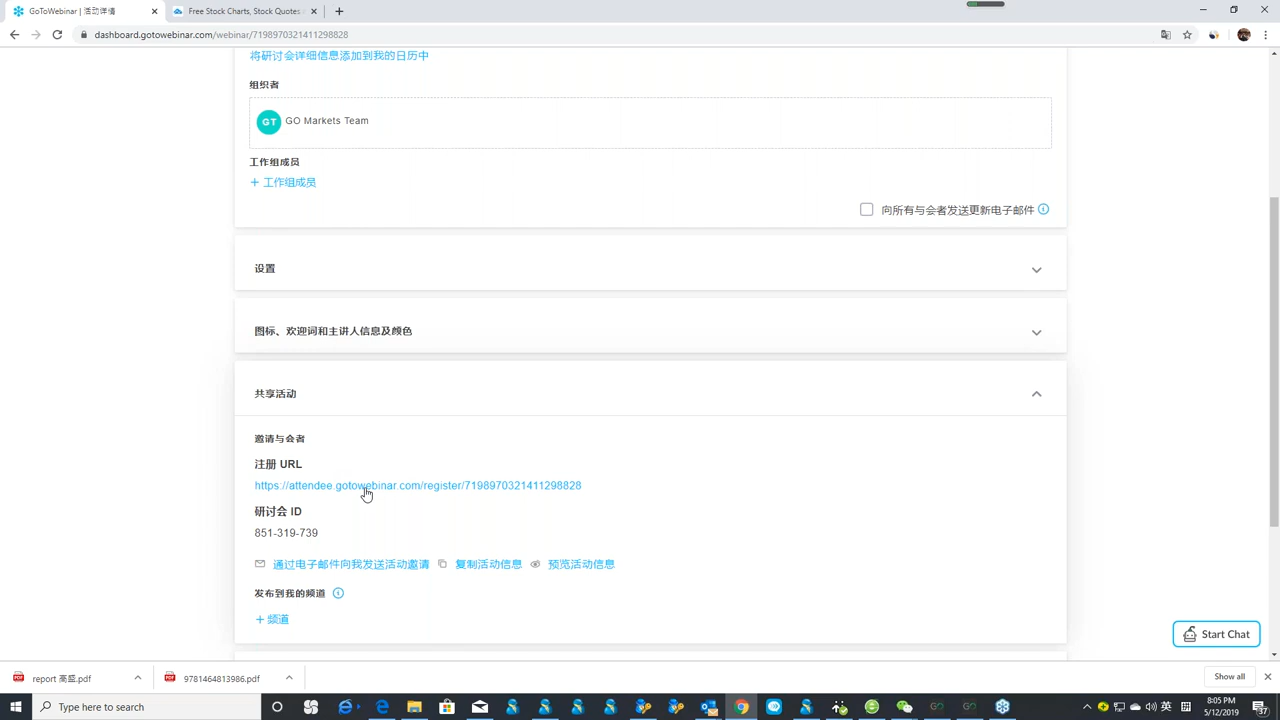 GoToWebinar | 活动详情
Free Stock Charts, Stock Quotes
dashboard.gotowebinar.com/webinar/7198970321411298828
将研讨会详细信息添加到我的日历中
组织者
GT GO Markets Team
工作组成员
+ 工作组成员
向所有与会者发送更新电子邮件
设置
图标、欢迎词和主讲人信息及颜色
共享活动
邀请与会者
注册 URL
https://attendee.gotowebinar.com/register/7198970321411298828
研讨会 ID
851-319-739
通过电子邮件向我发送活动邀请 复制活动信息 预览活动信息
发布到我的频道
+ 频道
Start Chat
report 高盛.pdf 9781464813986.pdf Show all
Type here to search
8:05 PM
5/12/2019